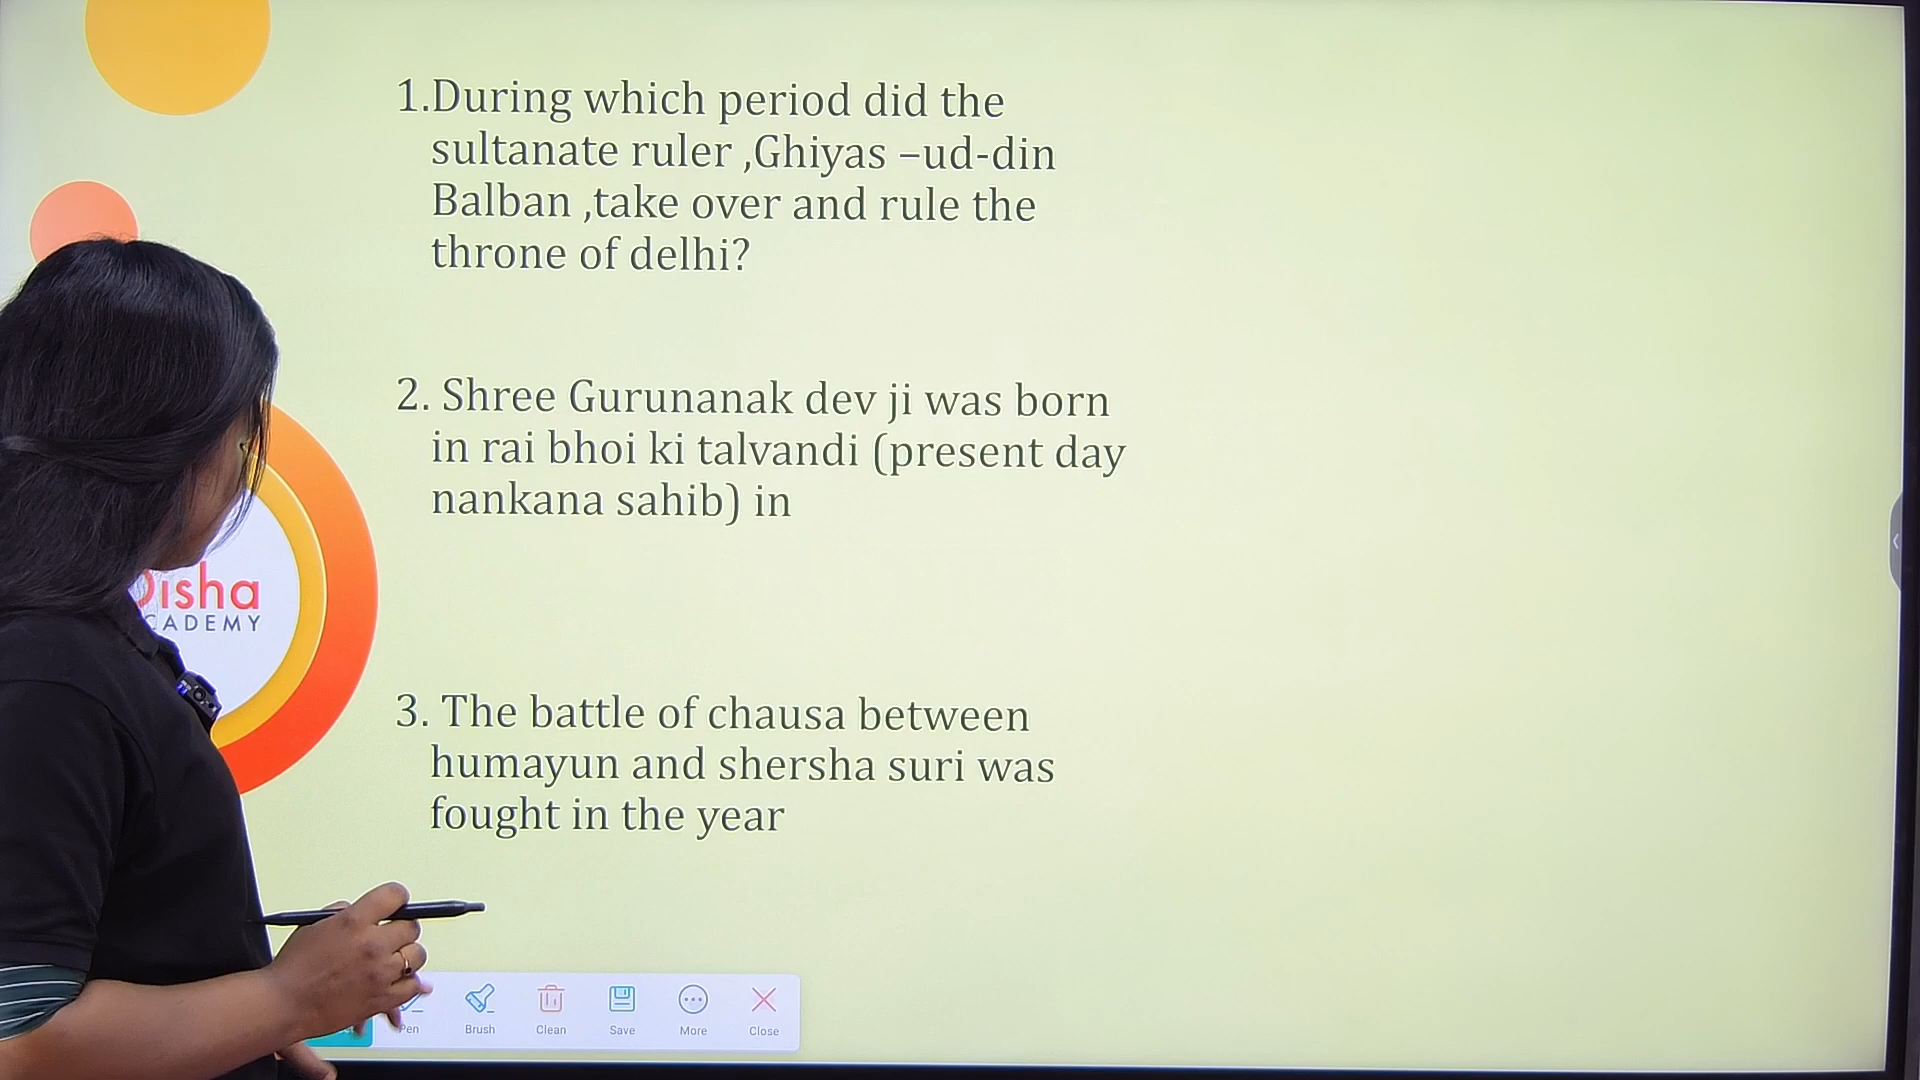 1.During which period did the
sultanate ruler ,Ghiyas –ud-din
Balban ,take over and rule the
throne of delhi?
2. Shree Gurunanak dev ji was born
in rai bhoi ki talvandi (present day
nankana sahib) in
3. The battle of chausa between
humayun and shersha suri was
fought in the year
Disha
CADEMY
Pen
Brush
Clean
Save
More
Close